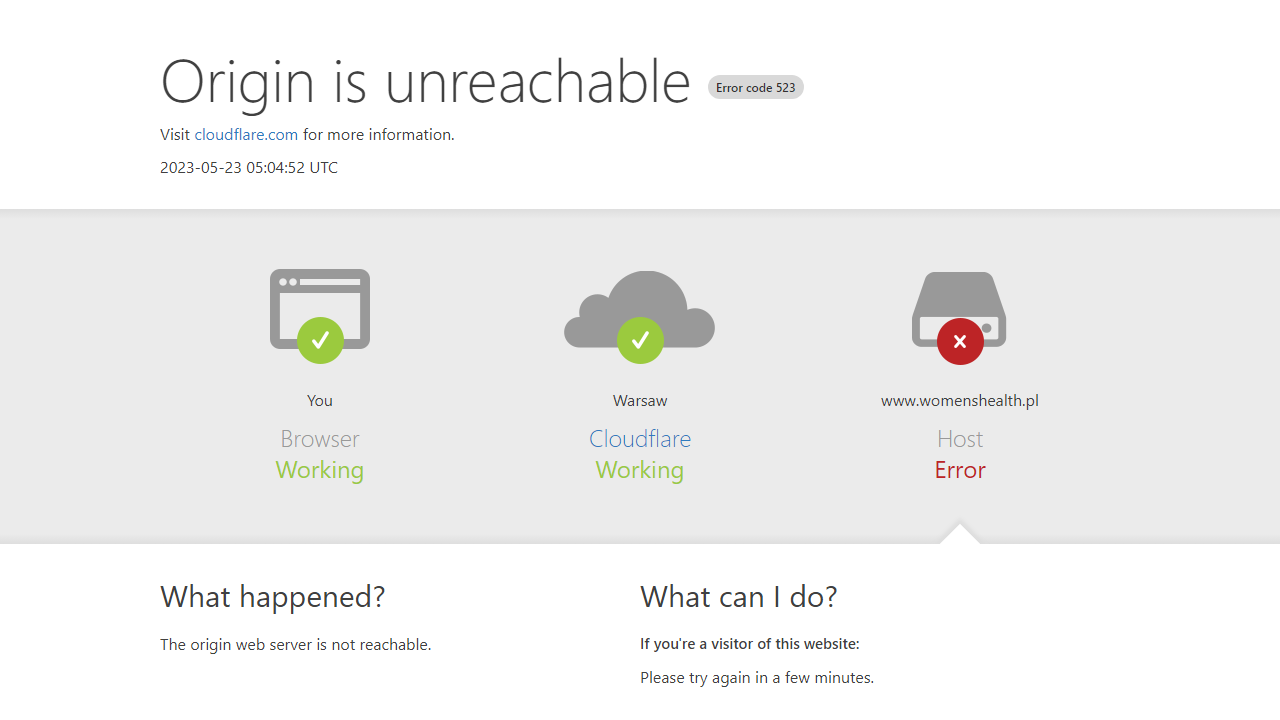 Origin is unreachable Error code 523
Visit cloudflare.com for more information.
2023-05-23 05:04:52 UTC
You
Browser
Working
Warsaw
Cloudflare
Working
www.womenshealth.pl
Host
Error
What happened?
The origin web server is not reachable.
What can I do?
If you're a visitor of this website:
Please try again in a few minutes.